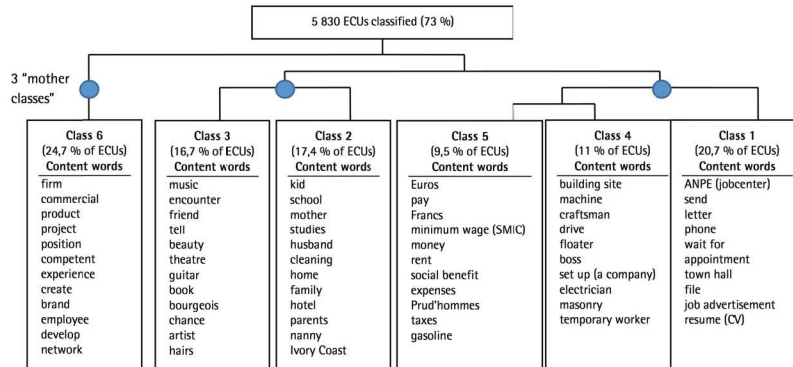 5 830 ECUs classified (73 %)
3 “mother
classes”
Class 6
(24,7 % of ECUs)
Content words
firm
commercial
product
project
position
competent
experience
create
brand
employee
develop
network
Class 3
(16,7 % of ECUs)
Content words
music
encounter
friend
tell
beauty
theatre
guitar
book
bourgeois
chance
artist
hairs
Class 2
(17,4 % of ECUs)
Content words
kid
school
mother
studies
husband
cleaning
home
family
hotel
parents
nanny
Ivory Coast
Class 5
(9,5 % of ECUs)
Content words
Euros
pay
Francs
minimum wage (SMIC)
money
rent
social benefit
expenses
Prud'hommes
taxes
gasoline
Class 4
(11 % of ECUs)
Content words
building site
machine
craftsman
drive
floater
boss
set up (a company)
electrician
masonry
temporary worker
Class 1
(20,7 % of ECUs)
Content words
ANPE (jobcenter)
send
letter
phone
wait for
appointment
town hall
file
job advertisement
resume (CV)